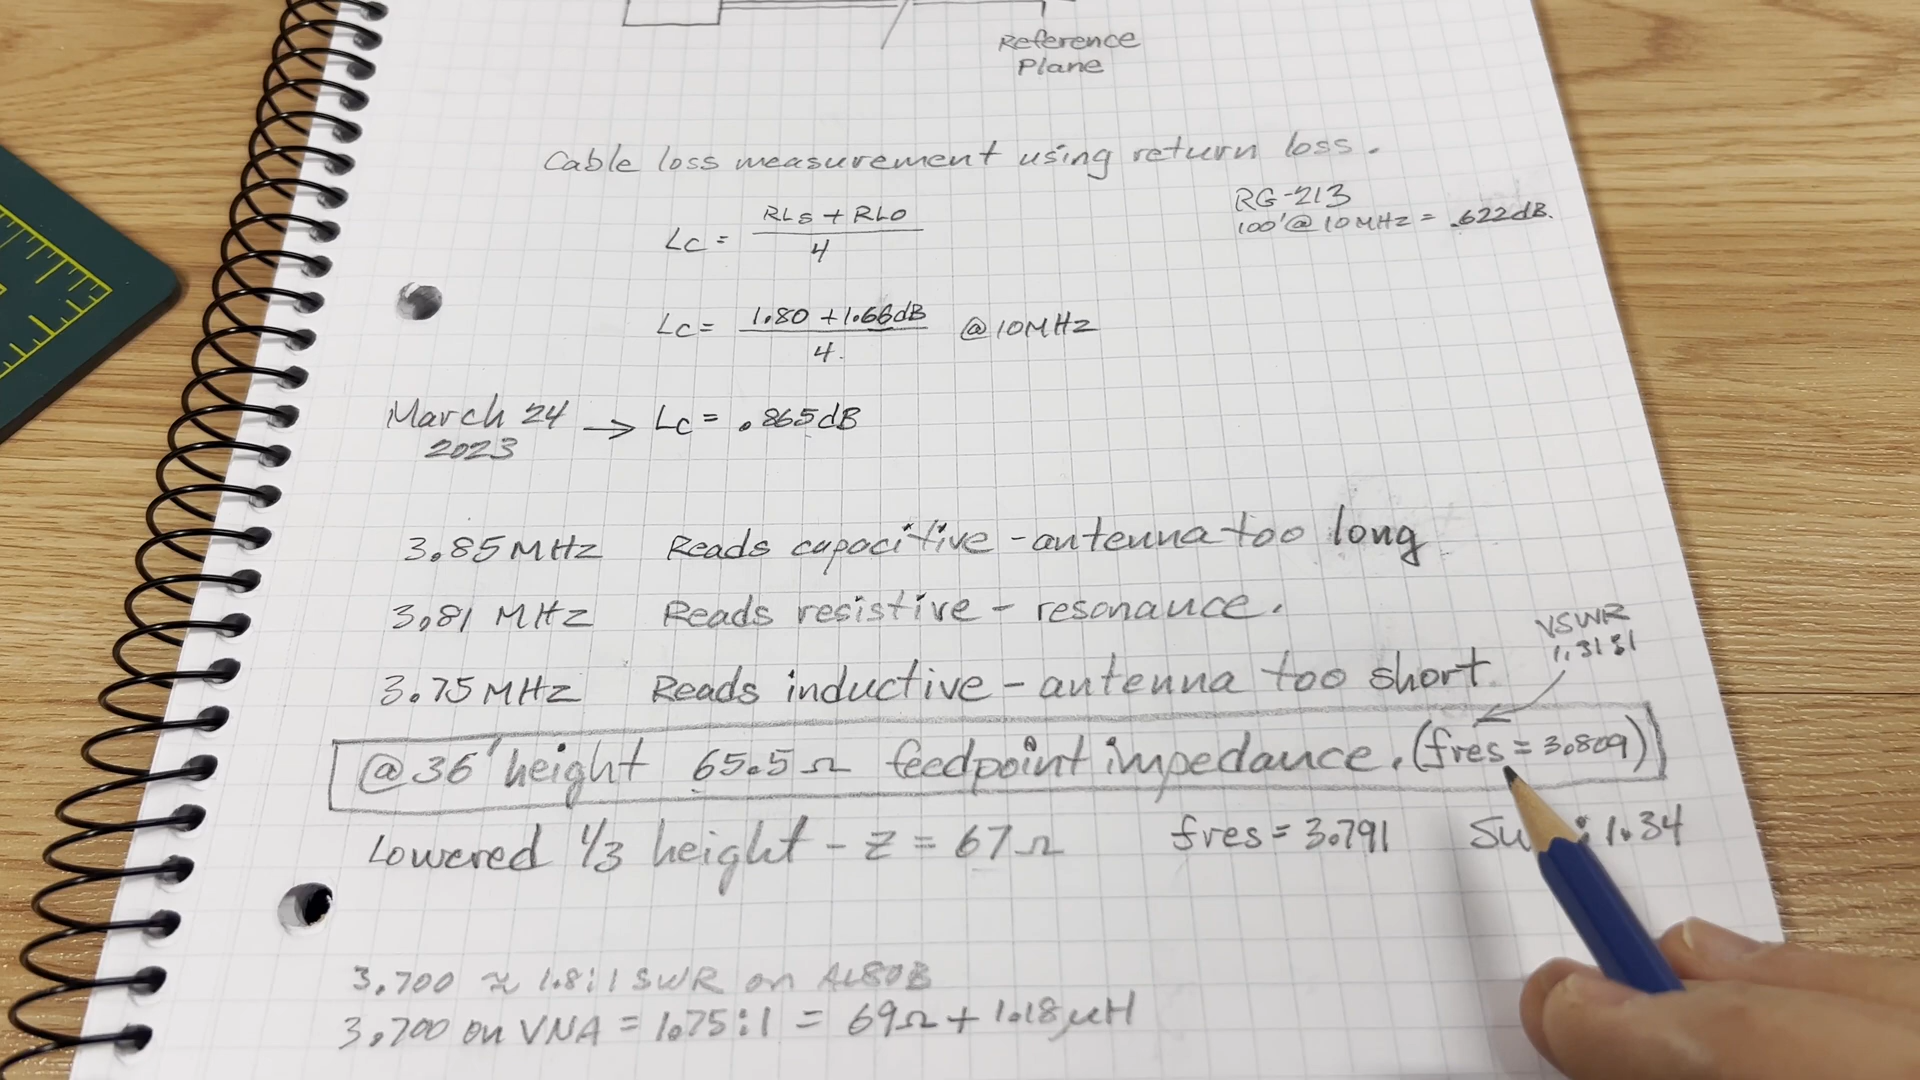 Reference
Plane
Cable loss measurement using return loss.
RG-213
100' @ 10MHz = .622dB.
Lc = RLs + RLO
4
Lc = 1.80 + 1.66dB @ 10MHz
4.
March 24 → Lc = .865dB
2023
3.85MHz Reads capacitive - antenna too long
3.81 MHz Reads resistive - resonance.
VSWR
1.31:1
3.75MHz Reads inductive - antenna too short.
@36' height 65.5Ω feedpoint impedance. (fres = 3.809)
Lowered 1/3 height - Z = 67Ω fres = 3.791 : 1.34
3.700 ≈ 1.8:1 SWR on AL80B
3.700 on VNA = 1.75:1 = 69Ω + 1.18μH